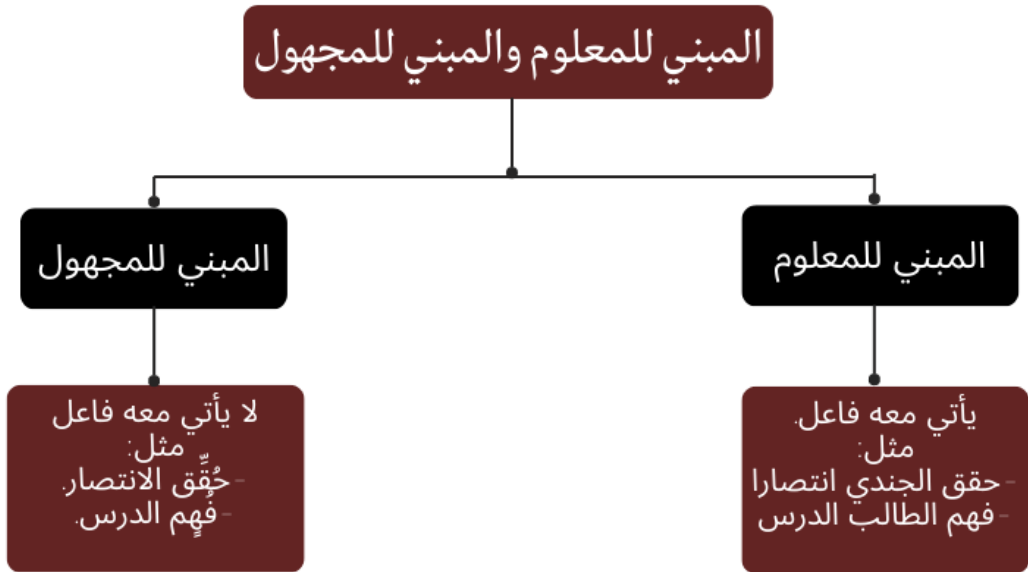 المبني للمعلوم والمبني للمجهول
المبني للمعلوم
المبني للمجهول
يأتي معه فاعل.
مثل:
-حقق الجندي انتصارا
-فهم الطالب الدرس
لا يأتي معه فاعل
مثل:
-حُقِّق الانتصار.
-فُهٍم الدرس.